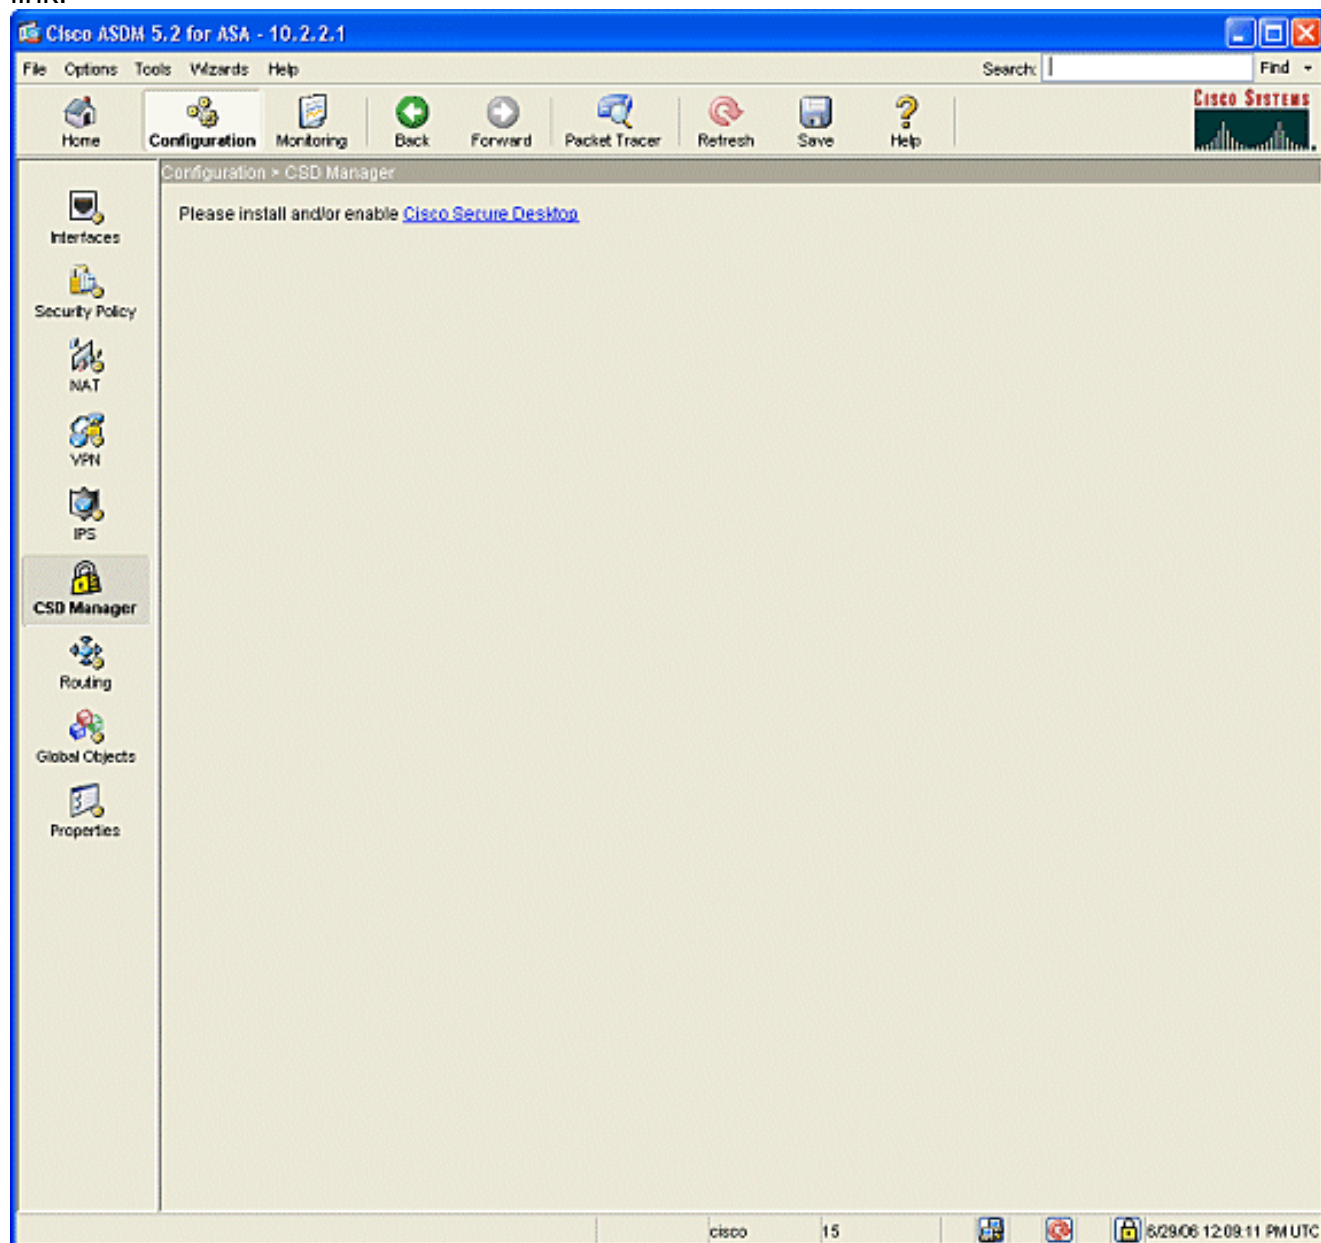 link.
Cisco ASDM 5.2 for ASA - 10.2.2.1
File Options Tools Wizards Help Search: Find
Home Configuration Monitoring Back Forward Packet Tracer Refresh Save Help
CISCO SYSTEMS
Configuration > CSD Manager
Please install and/or enable Cisco Secure Desktop
Interfaces
Security Policy
NAT
VPN
IPS
CSD Manager
Routing
Global Objects
Properties
cisco 15 6/29/06 12:09:11 PM UTC